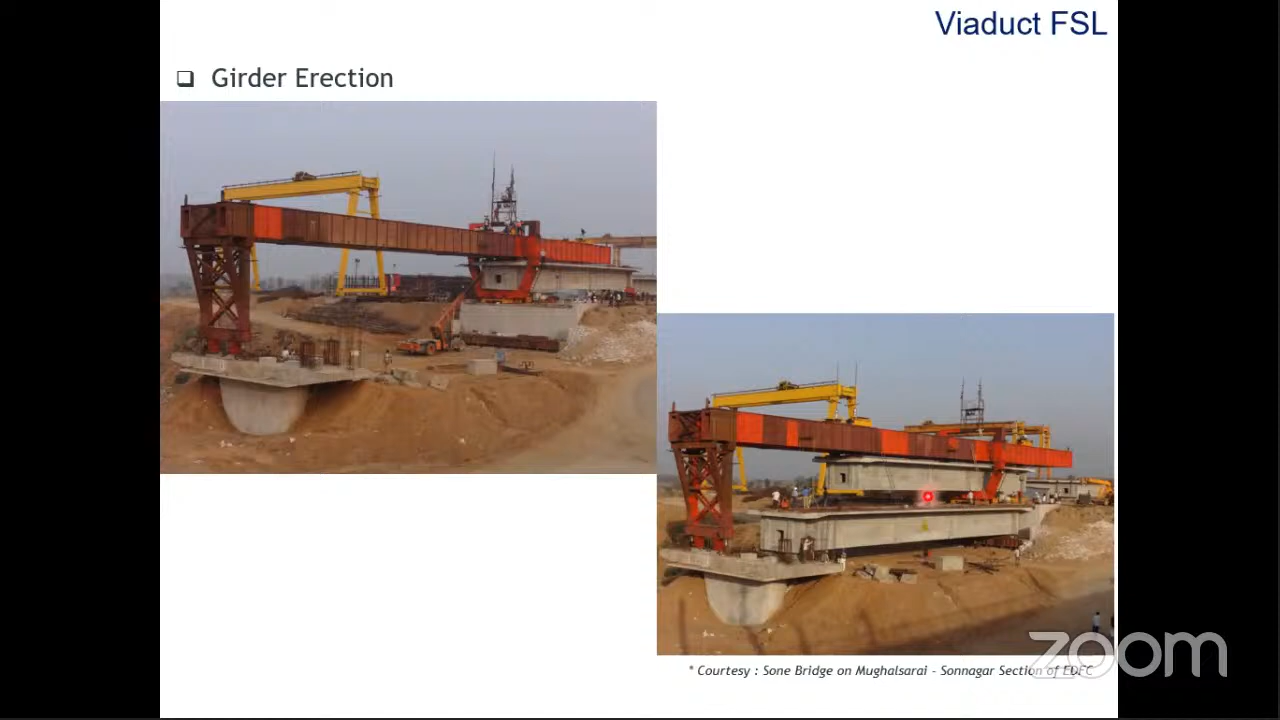 Viaduct FSL
❑ Girder Erection
* Courtesy : Sone Bridge on Mughalsarai - Sonnagar Section of EDFC
zoom